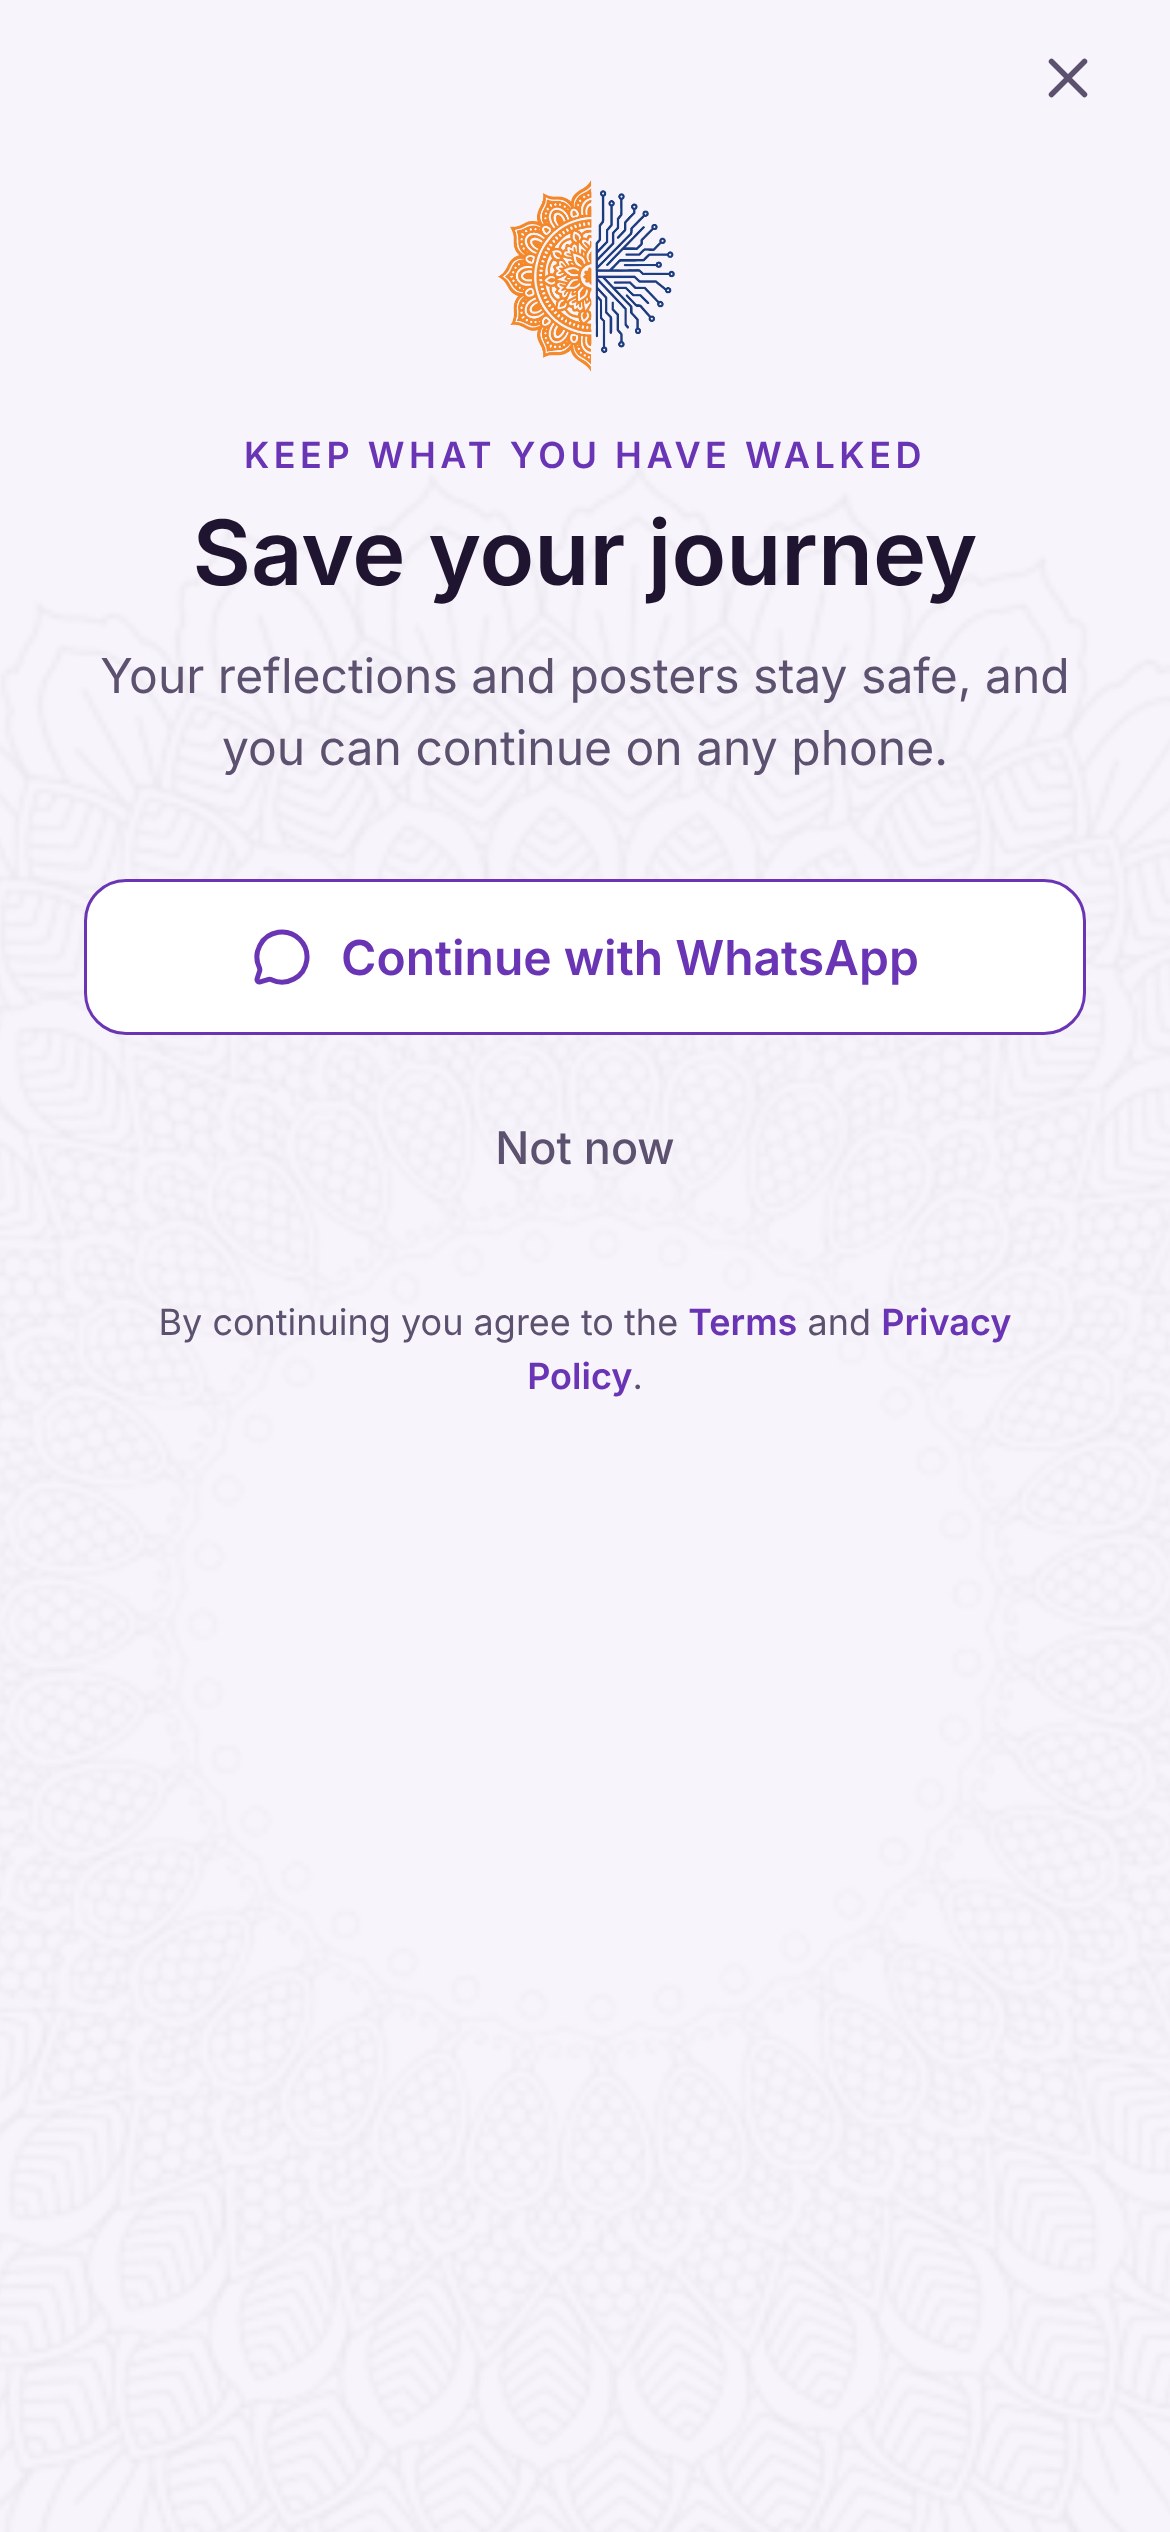 KEEP WHAT YOU HAVE WALKED
Save your journey
Your reflections and posters stay safe, and
you can continue on any phone.
Continue with WhatsApp
Not now
By continuing you agree to the Terms and Privacy
Policy.